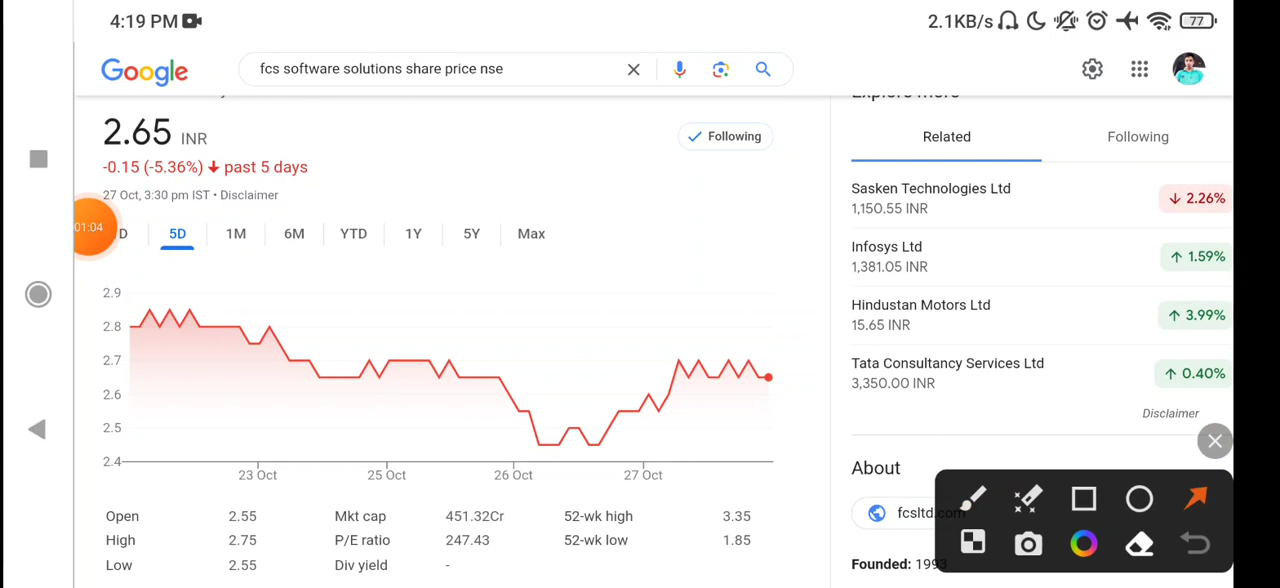 4:19 PM
2.1KB/s 77
Google
fcs software solutions share price nse
Explore more
2.65 INR
Following
-0.15 (-5.36%) past 5 days
27 Oct, 3:30 pm IST • Disclaimer
01:04
D 5D 1M 6M YTD 1Y 5Y Max
2.9
2.8
2.7
2.6
2.5
2.4
23 Oct 25 Oct 26 Oct 27 Oct
Open 2.55 Mkt cap 451.32Cr 52-wk high 3.35
High 2.75 P/E ratio 247.43 52-wk low 1.85
Low 2.55 Div yield -
Related Following
Sasken Technologies Ltd
1,150.55 INR
2.26%
Infosys Ltd
1,381.05 INR
1.59%
Hindustan Motors Ltd
15.65 INR
3.99%
Tata Consultancy Services Ltd
3,350.00 INR
0.40%
Disclaimer
About
fcsltd.com
Founded: 1993